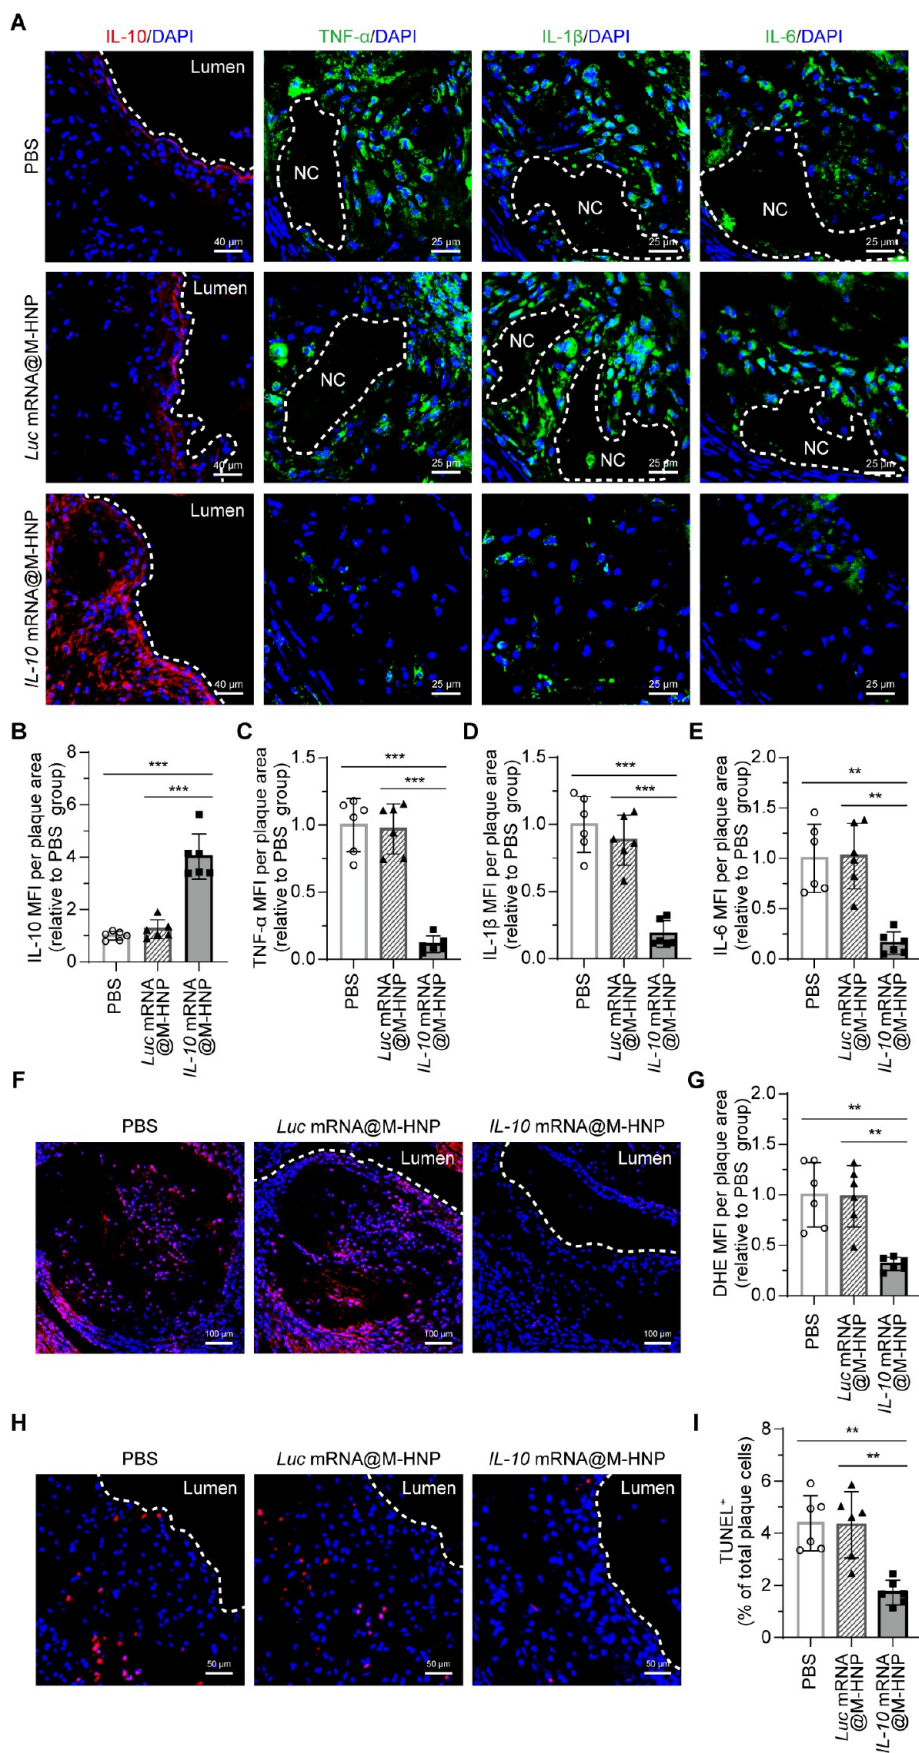 A
IL-10/DAPI TNF-α/DAPI IL-1β/DAPI IL-6/DAPI
PBS
Lumen
40 µm
NC
25 µm
NC
25 µm
NC
25 µm
Luc mRNA@M-HNP
Lumen
40 µm
NC
25 µm
NC
NC
25 µm
NC
25 µm
IL-10 mRNA@M-HNP
Lumen
40 µm
25 µm
25 µm
25 µm
B
IL-10 MFI per plaque area
(relative to PBS group)
8
6
4
2
0
***
***
PBS
Luc mRNA
@M-HNP
IL-10 mRNA
@M-HNP
C
TNF-α MFI per plaque area
(relative to PBS group)
1.5
1.0
0.5
0.0
***
***
PBS
Luc mRNA
@M-HNP
IL-10 mRNA
@M-HNP
D
IL-1β MFI per plaque area
(relative to PBS group)
1.5
1.0
0.5
0.0
***
***
PBS
Luc mRNA
@M-HNP
IL-10 mRNA
@M-HNP
E
IL-6 MFI per plaque area
(relative to PBS group)
2.0
1.5
1.0
0.5
0.0
**
**
PBS
Luc mRNA
@M-HNP
IL-10 mRNA
@M-HNP
F
PBS Luc mRNA@M-HNP IL-10 mRNA@M-HNP
100 µm
Lumen
100 µm
Lumen
100 µm
G
DHE MFI per plaque area
(relative to PBS group)
2.0
1.5
1.0
0.5
0.0
**
**
PBS
Luc mRNA
@M-HNP
IL-10 mRNA
@M-HNP
H
PBS Luc mRNA@M-HNP IL-10 mRNA@M-HNP
Lumen
50 µm
Lumen
50 µm
Lumen
50 µm
I
TUNEL⁺
(% of total plaque cells)
8
6
4
2
0
**
**
PBS
Luc mRNA
@M-HNP
IL-10 mRNA
@M-HNP